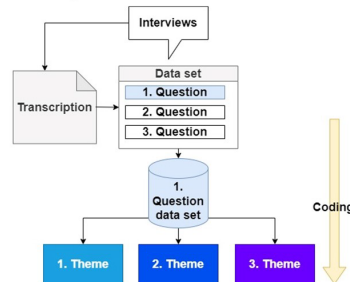 Interviews
Data set
1. Question
Transcription
2. Question
3. Question
1.
Question
data set
Coding
1. Theme
2. Theme
3. Theme